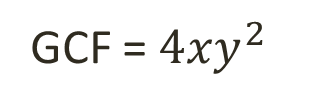 GCF = 4xy²